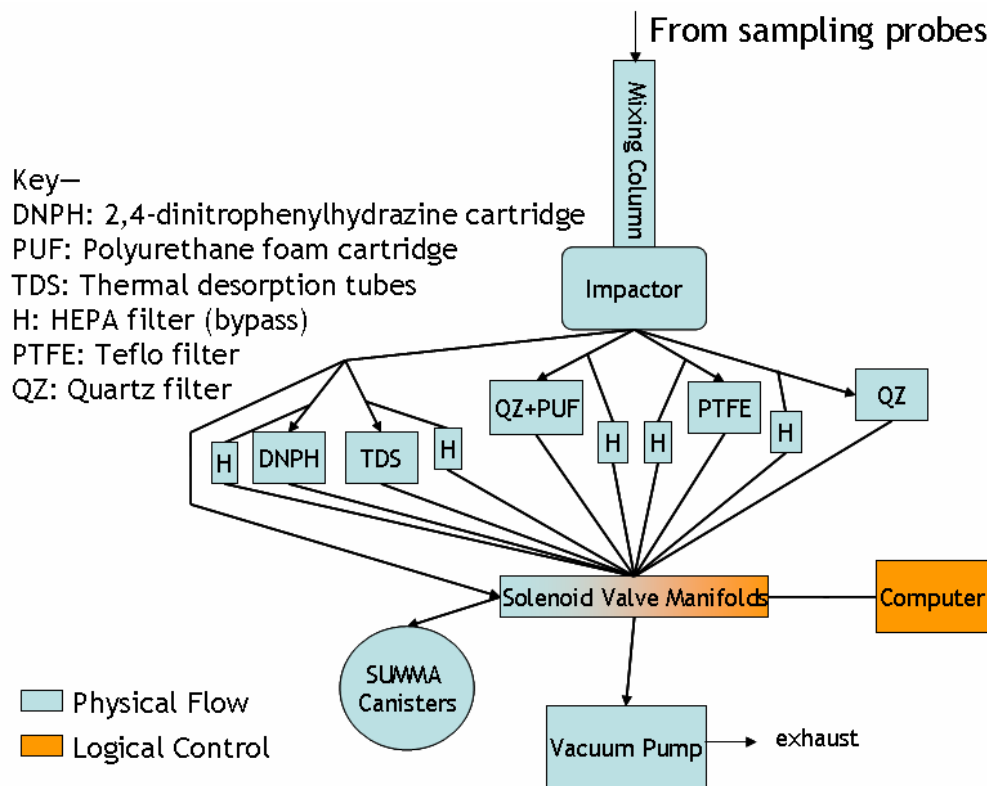 From sampling probes
Mixing Column
Key—
DNPH: 2,4-dinitrophenylhydrazine cartridge
PUF: Polyurethane foam cartridge
TDS: Thermal desorption tubes
H: HEPA filter (bypass)
PTFE: Teflo filter
QZ: Quartz filter
Impactor
QZ+PUF
PTFE
QZ
H
DNPH
TDS
H
H
H
H
Solenoid Valve Manifolds
Computer
SUMMA
Canisters
Physical Flow
Logical Control
Vacuum Pump
exhaust